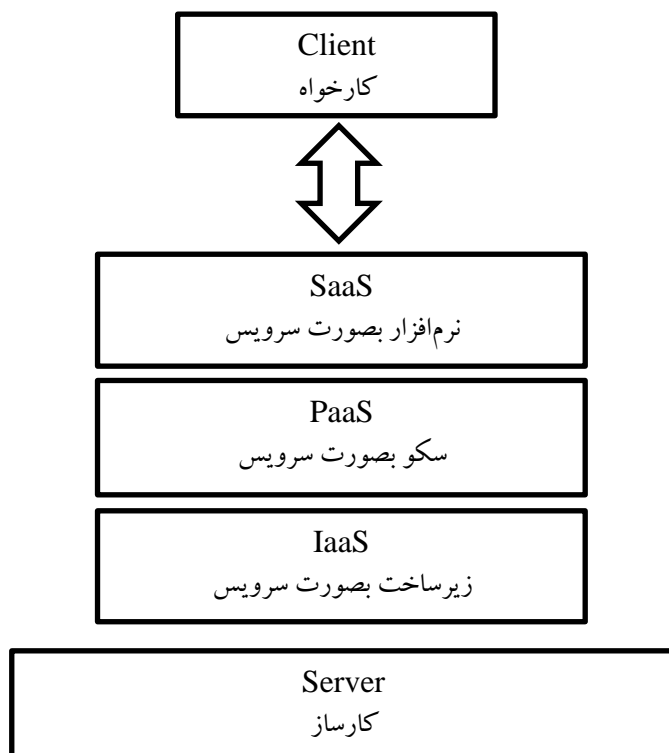 Client
کارخواه
SaaS
نرم‌افزار بصورت سرویس
PaaS
سکو بصورت سرویس
IaaS
زیرساخت بصورت سرویس
Server
کارساز